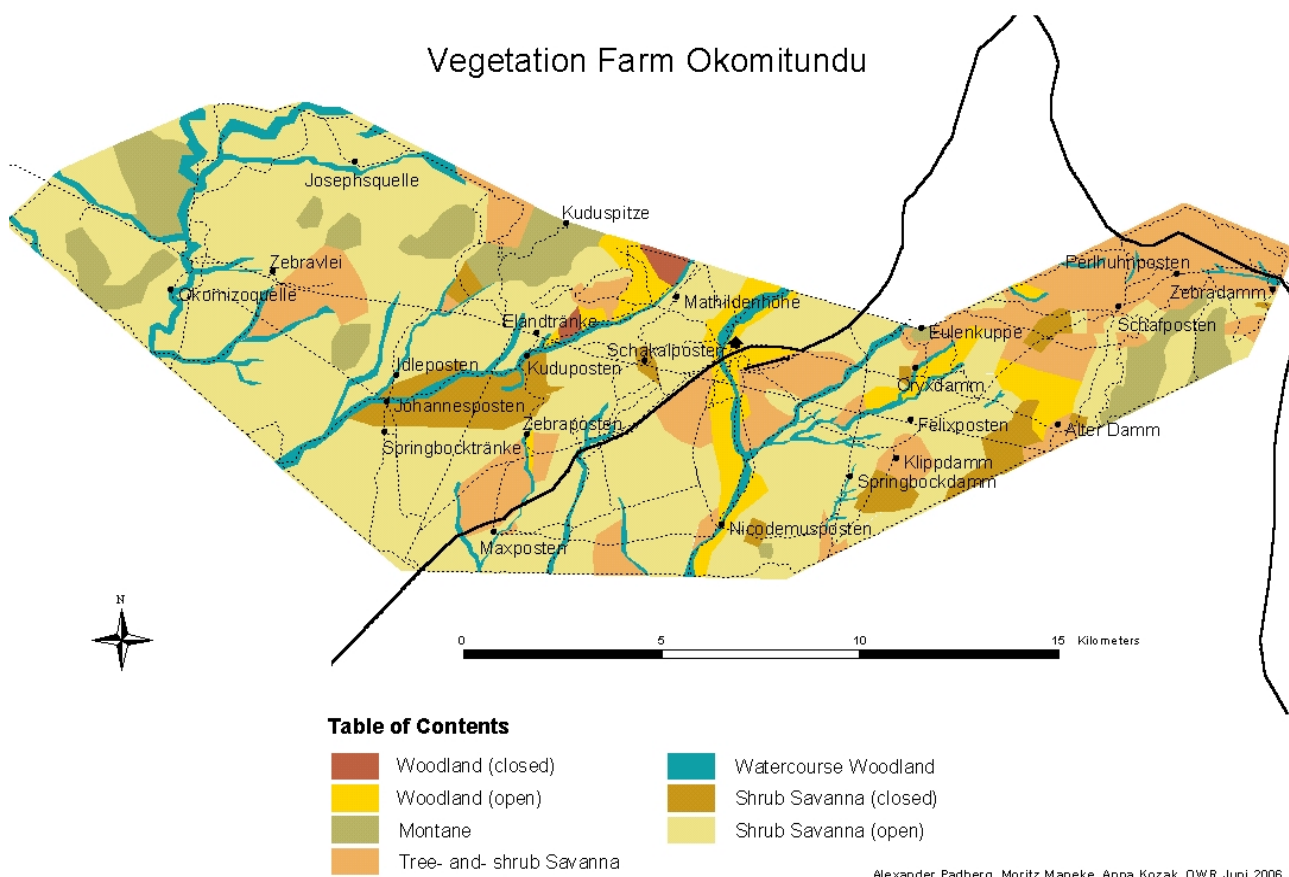 Vegetation Farm Okomitundu
Josephsquelle
Kuduspitze
Zebravlei
Perlhuhnposten
Okomizoquelle
Zebradamm
Mathildenhöhe
Schafposten
Elandtränke
Eulenkuppe
Schakalposten
Idleposten
Kuduposten
Oryxdamm
Johannesposten
Zebraposten
Felixposten
Alter Damm
Springbocktränke
Klippdamm
Springbockdamm
Nicodemusposten
Maxposten
N
0 5 10 15 Kilometers
Table of Contents
Woodland (closed)
Woodland (open)
Montane
Tree- and- shrub Savanna
Watercourse Woodland
Shrub Savanna (closed)
Shrub Savanna (open)
Alexander Padberg, Moritz Maneke, Anna Kozak, OWR Juni 2006